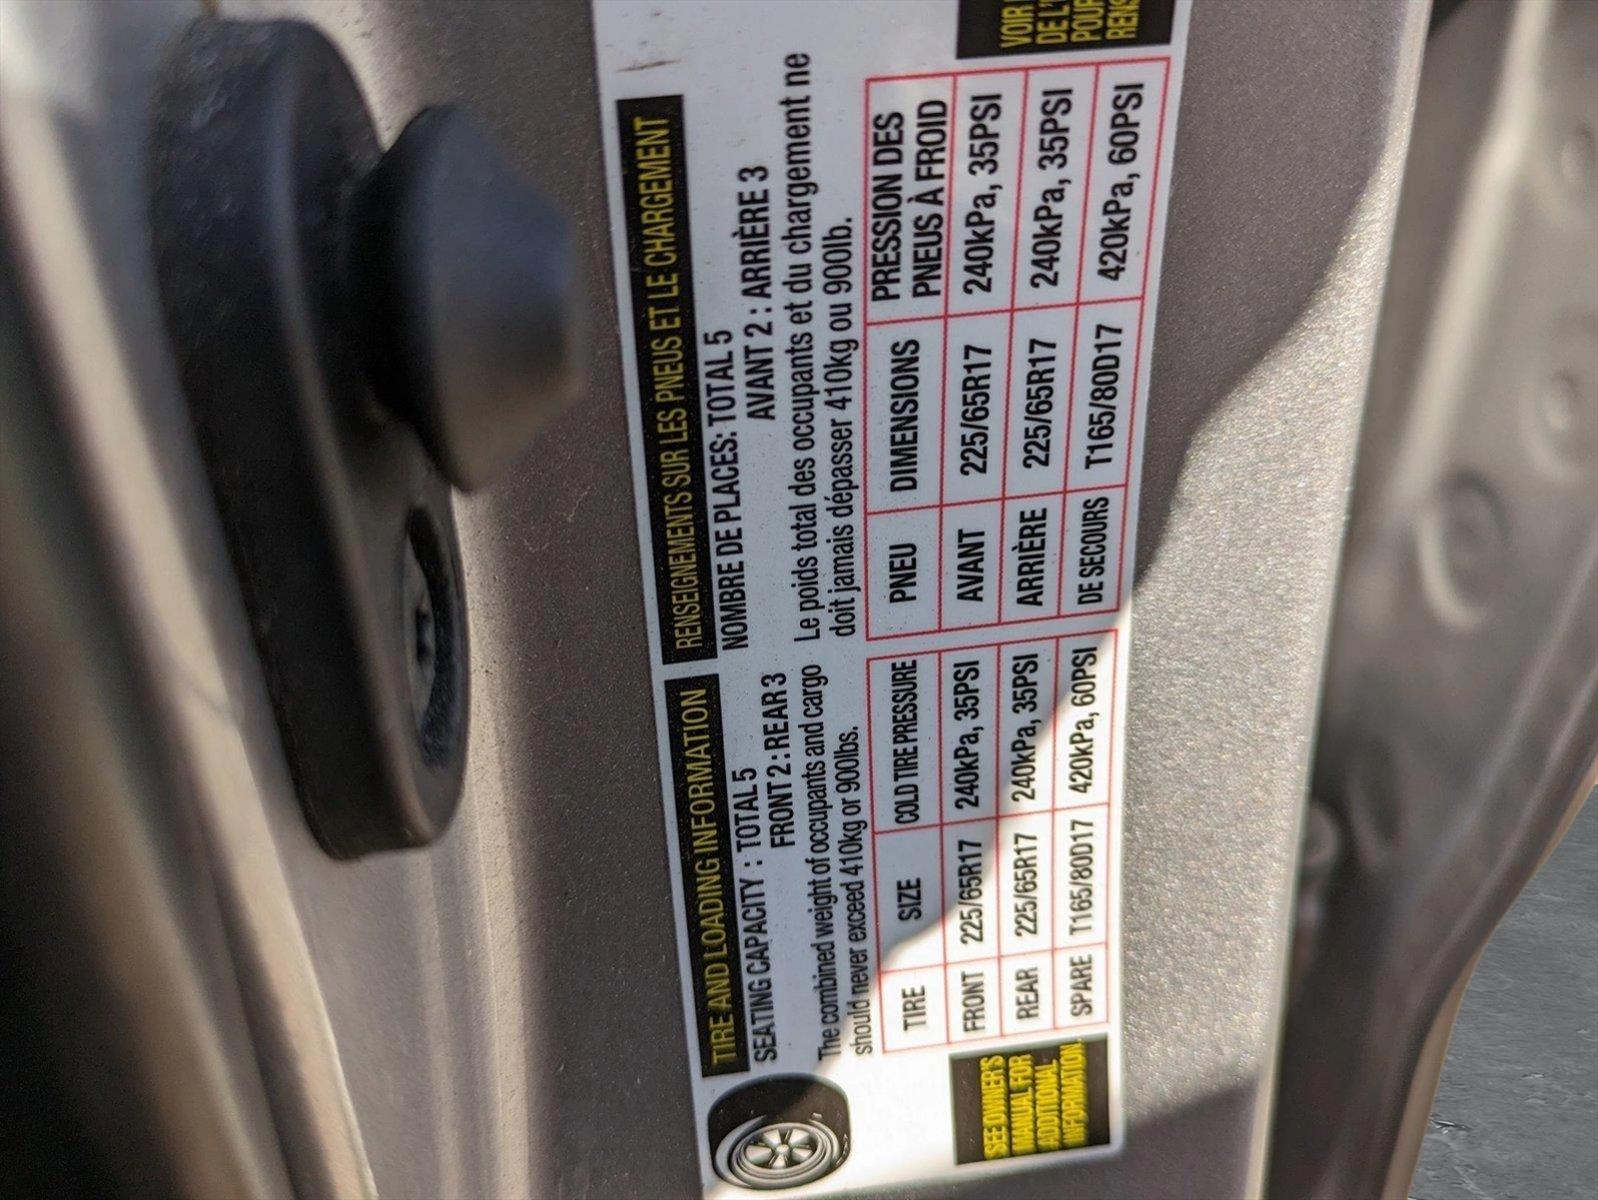 TIRE AND LOADING INFORMATION
SEATING CAPACITY : TOTAL 5
FRONT 2 : REAR 3
The combined weight of occupants and cargo
should never exceed 410kg or 900lbs.
TIRE SIZE COLD TIRE PRESSURE
FRONT 225/65R17 240kPa, 35PSI
REAR 225/65R17 240kPa, 35PSI
SPARE T165/80D17 420kPa, 60PSI
SEE OWNER'S
MANUAL FOR
ADDITIONAL
INFORMATION.
RENSEIGNEMENTS SUR LES PNEUS ET LE CHARGEMENT
NOMBRE DE PLACES: TOTAL 5
AVANT 2 : ARRIÈRE 3
Le poids total des occupants et du chargement ne
doit jamais dépasser 410kg ou 900lb.
PNEU DIMENSIONS PRESSION DES
PNEUS À FROID
AVANT 225/65R17 240kPa, 35PSI
ARRIÈRE 225/65R17 240kPa, 35PSI
DE SECOURS T165/80D17 420kPa, 60PSI
VOIR
DE L'
POUR